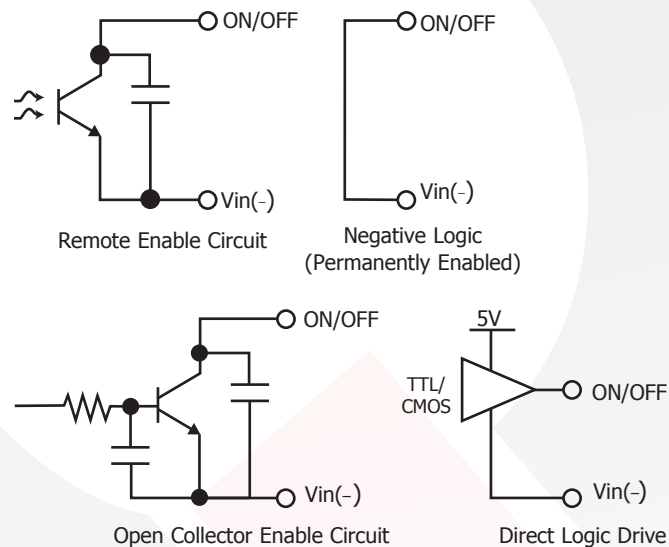 ON/OFF
Vin(–)
Remote Enable Circuit
ON/OFF
Vin(–)
Negative Logic
(Permanently Enabled)
ON/OFF
Vin(–)
Open Collector Enable Circuit
5V
TTL/
CMOS
ON/OFF
Vin(–)
Direct Logic Drive